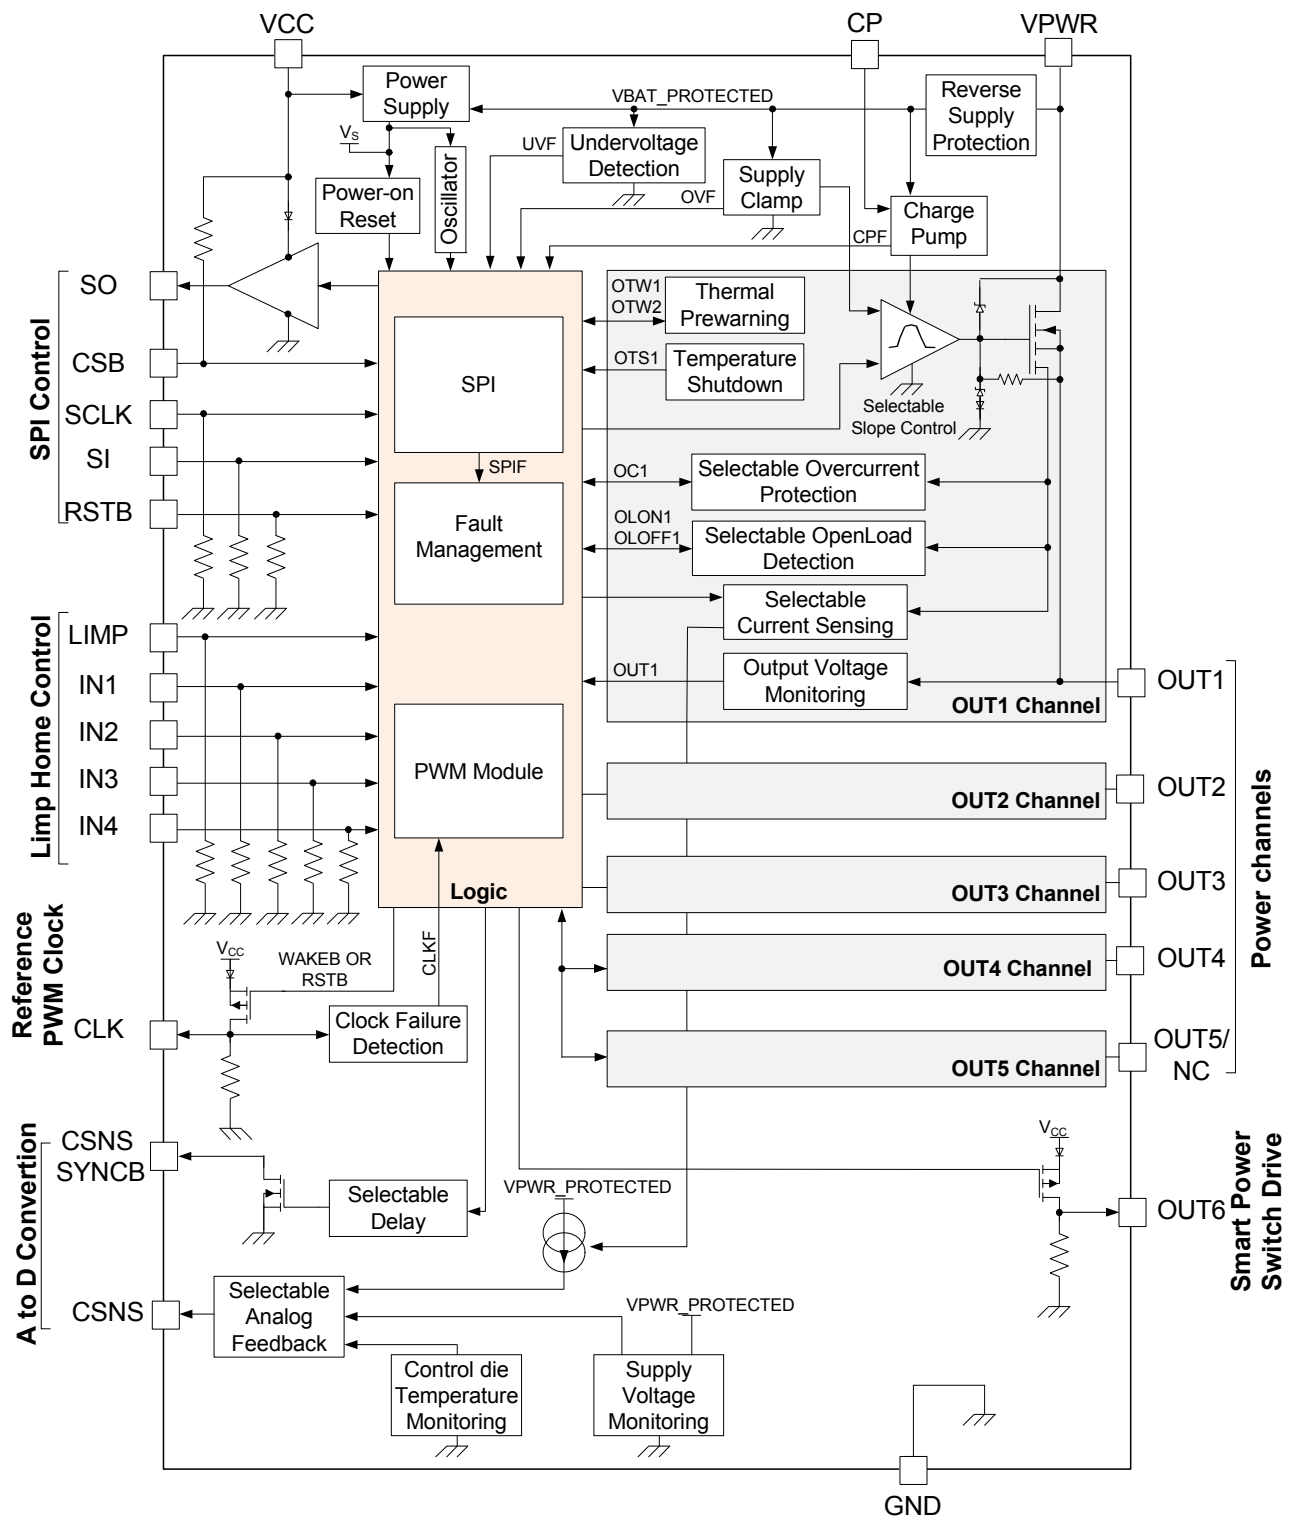 VCC
CP
VPWR
Power
Supply
VBAT_PROTECTED
Reverse
Supply
Protection
VS
UVF
Undervoltage
Detection
Oscillator
Power-on
Reset
OVF
Supply
Clamp
CPF
Charge
Pump
SPI Control
SO
CSB
SCLK
SI
RSTB
SPI
SPIF
Fault
Management
OTW1
OTW2
Thermal
Prewarning
OTS1
Temperature
Shutdown
Selectable
Slope Control
OC1
Selectable Overcurrent
Protection
OLON1
OLOFF1
Selectable OpenLoad
Detection
Selectable
Current Sensing
OUT1
Output Voltage
Monitoring
OUT1 Channel
Limp Home Control
LIMP
IN1
IN2
IN3
IN4
PWM Module
Logic
OUT2 Channel
OUT3 Channel
OUT4 Channel
OUT5 Channel
OUT1
OUT2
OUT3
OUT4
OUT5/
NC
Power channels
Reference
PWM Clock
CLK
VCC
WAKEB OR
RSTB
CLKF
Clock Failure
Detection
A to D Convertion
CSNS
SYNCB
Selectable
Delay
VPWR_PROTECTED
VCC
OUT6
Smart Power
Switch Drive
CSNS
Selectable
Analog
Feedback
VPWR_PROTECTED
Control die
Temperature
Monitoring
Supply
Voltage
Monitoring
GND